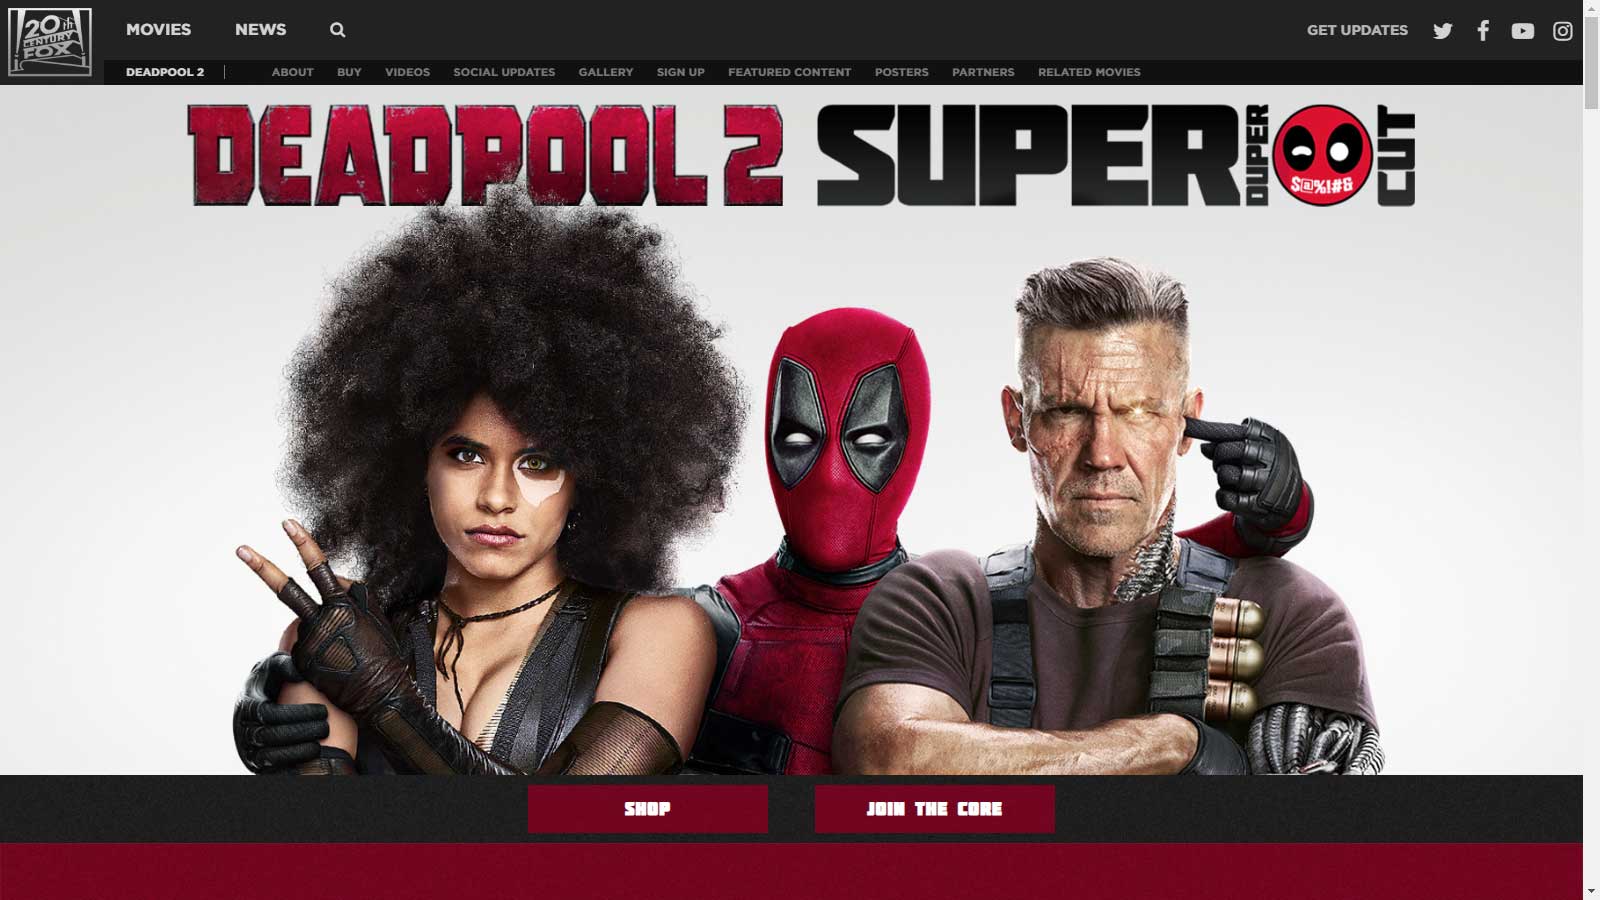 20th
CENTURY
FOX
MOVIES NEWS GET UPDATES
DEADPOOL 2 ABOUT BUY VIDEOS SOCIAL UPDATES GALLERY SIGN UP FEATURED CONTENT POSTERS PARTNERS RELATED MOVIES
DEADPOOL 2 SUPER DUPER $@%!#& CUT
SHOP JOIN THE CORE